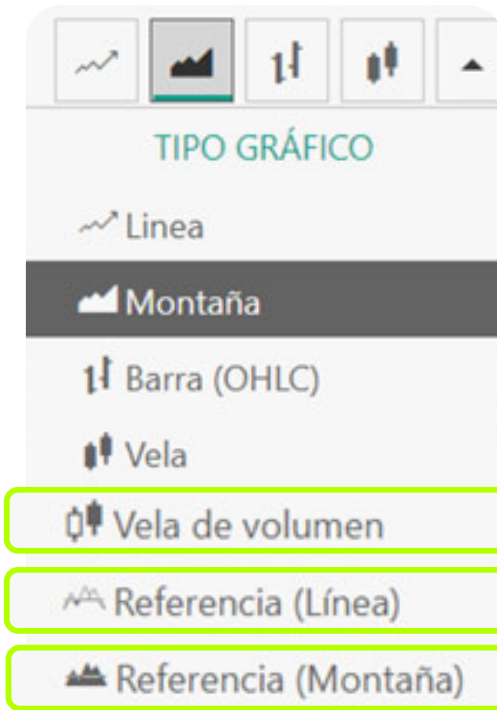 TIPO GRÁFICO
Linea
Montaña
Barra (OHLC)
Vela
Vela de volumen
Referencia (Línea)
Referencia (Montaña)